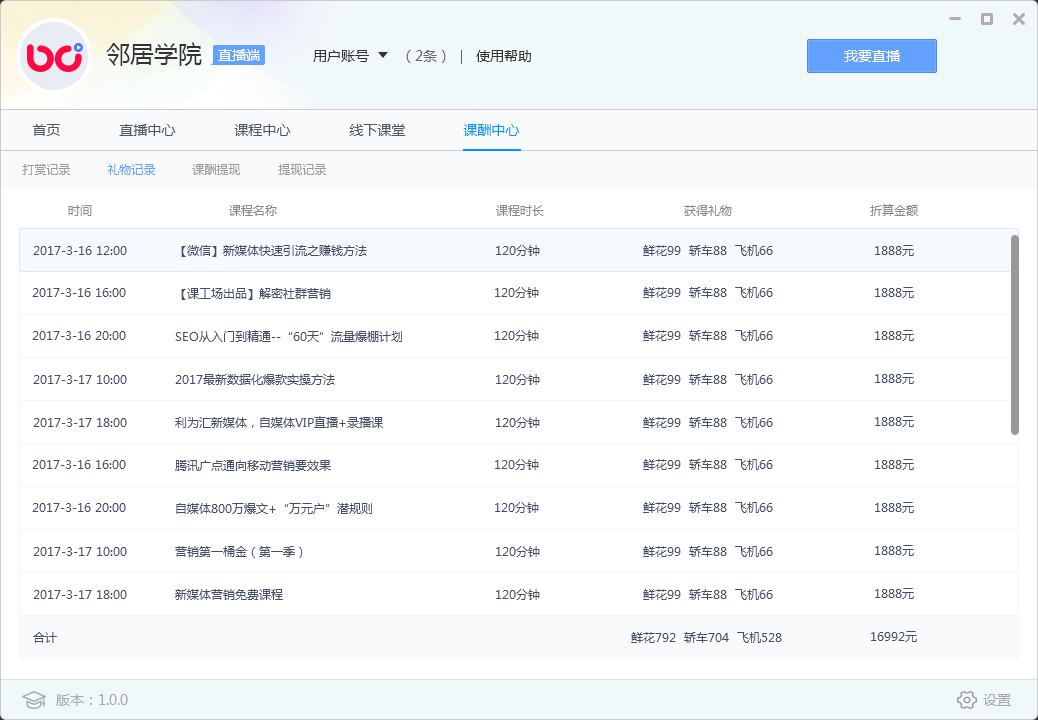 邻居学院 直播端 用户账号 （2条） | 使用帮助 我要直播
首页 直播中心 课程中心 线下课堂 课酬中心
打赏记录 礼物记录 课酬提现 提现记录
时间 课程名称 课程时长 获得礼物 折算金额
2017-3-16 12:00 【微信】新媒体快速引流之赚钱方法 120分钟 鲜花99 轿车88 飞机66 1888元
2017-3-16 16:00 【课工场出品】解密社群营销 120分钟 鲜花99 轿车88 飞机66 1888元
2017-3-16 20:00 SEO从入门到精通--“60天”流量爆棚计划 120分钟 鲜花99 轿车88 飞机66 1888元
2017-3-17 10:00 2017最新数据化爆款实操方法 120分钟 鲜花99 轿车88 飞机66 1888元
2017-3-17 18:00 利为汇新媒体，自媒体VIP直播+录播课 120分钟 鲜花99 轿车88 飞机66 1888元
2017-3-16 16:00 腾讯广点通向移动营销要效果 120分钟 鲜花99 轿车88 飞机66 1888元
2017-3-16 20:00 自媒体800万爆文+“万元户”潜规则 120分钟 鲜花99 轿车88 飞机66 1888元
2017-3-17 10:00 营销第一桶金（第一季） 120分钟 鲜花99 轿车88 飞机66 1888元
2017-3-17 18:00 新媒体营销免费课程 120分钟 鲜花99 轿车88 飞机66 1888元
合计 鲜花792 轿车704 飞机528 16992元
版本：1.0.0 设置